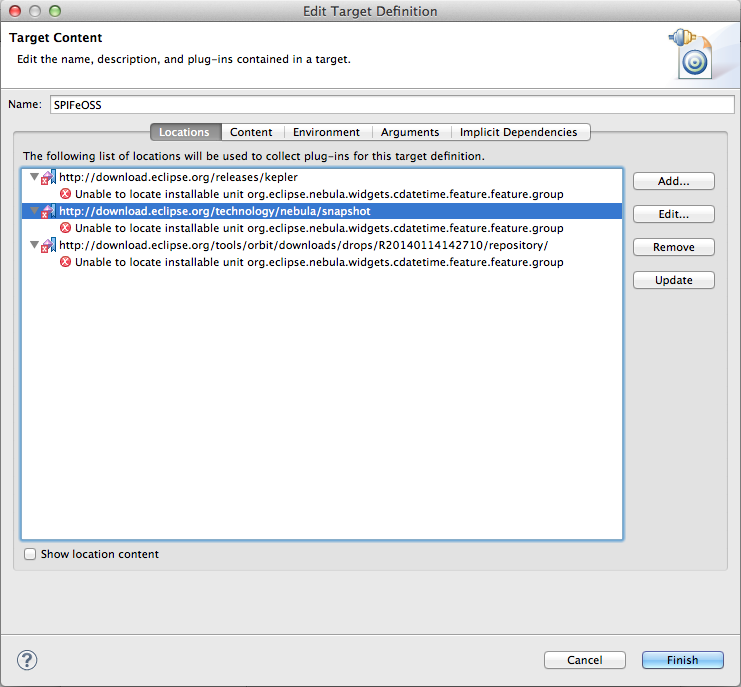 Edit Target Definition
Target Content
Edit the name, description, and plug-ins contained in a target.
Name: SPIFeOSS
Locations Content Environment Arguments Implicit Dependencies
The following list of locations will be used to collect plug-ins for this target definition.
http://download.eclipse.org/releases/kepler
Unable to locate installable unit org.eclipse.nebula.widgets.cdatetime.feature.feature.group
http://download.eclipse.org/technology/nebula/snapshot
Unable to locate installable unit org.eclipse.nebula.widgets.cdatetime.feature.feature.group
http://download.eclipse.org/tools/orbit/downloads/drops/R20140114142710/repository/
Unable to locate installable unit org.eclipse.nebula.widgets.cdatetime.feature.feature.group
Add...
Edit...
Remove
Update
Show location content
?
Cancel Finish